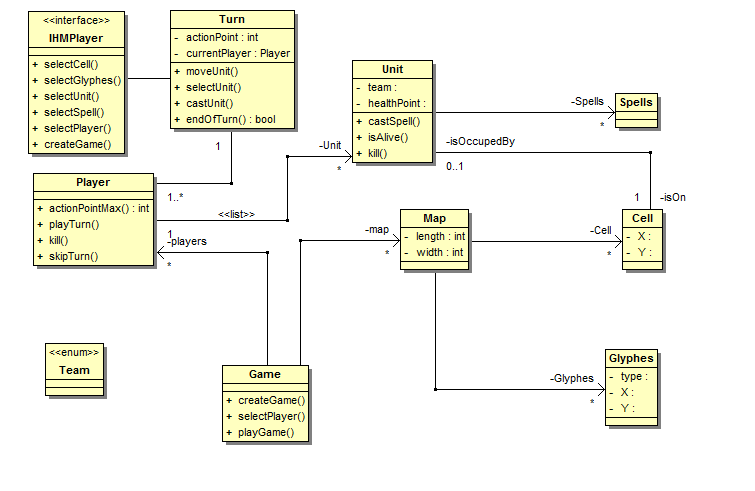 <<interface>>
IHMPlayer
+ selectCell()
+ selectGlyphes()
+ selectUnit()
+ selectSpell()
+ selectPlayer()
+ createGame()
Turn
- actionPoint : int
- currentPlayer : Player
+ moveUnit()
+ selectUnit()
+ castUnit()
+ endOfTurn() : bool
1
1..*
Unit
- team :
- healthPoint :
+ castSpell()
+ isAlive()
+ kill()
-Spells
*
Spells
-Unit
*
-isOccupedBy
0..1
Player
+ actionPointMax() : int
+ playTurn()
+ kill()
+ skipTurn()
<<list>>
1
-players
*
1
-isOn
Map
- length : int
- width : int
-map
*
-Cell
*
Cell
- X :
- Y :
<<enum>>
Team
Game
+ createGame()
+ selectPlayer()
+ playGame()
-Glyphes
*
Glyphes
- type :
- X :
- Y :